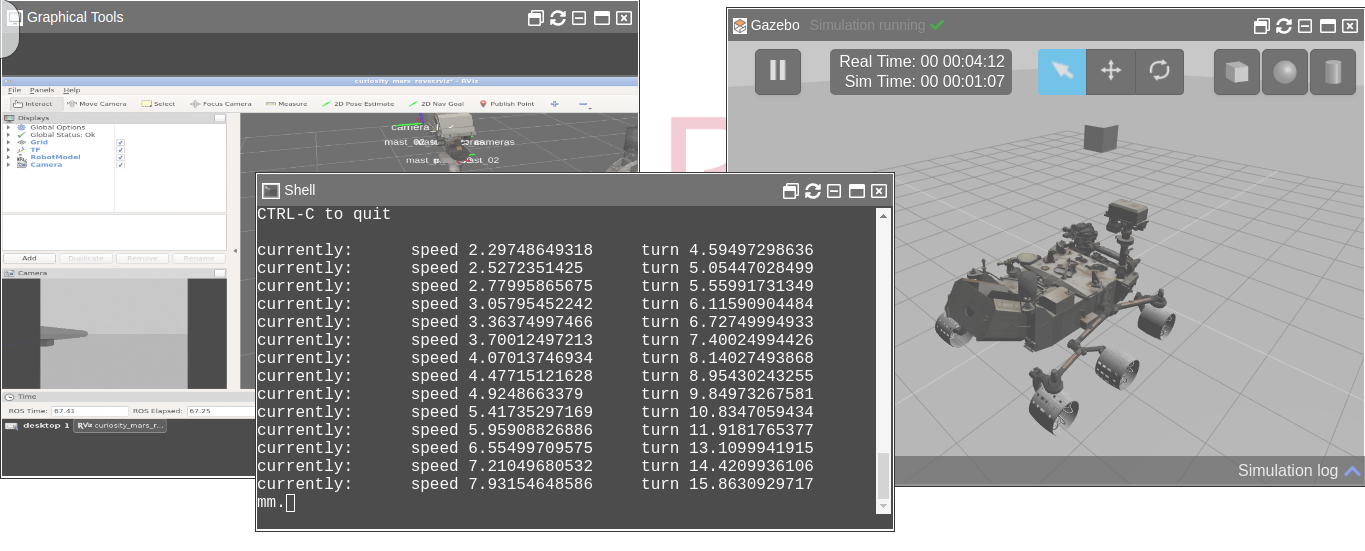 Graphical Tools
curiosity_mars_rover.rviz* - RViz
File Panels Help
Interact Move Camera Select Focus Camera Measure 2D Pose Estimate 2D Nav Goal Publish Point
Displays
Global Options
Global Status: Ok
Grid
TF
RobotModel
Camera
Add Duplicate Remove Rename
Camera
Time
ROS Time: 67.41 ROS Elapsed: 67.25
desktop 1 RViz curiosity_mars_r...
Shell
CTRL-C to quit
currently: speed 2.29748649318 turn 4.59497298636
currently: speed 2.5272351425 turn 5.05447028499
currently: speed 2.77995865675 turn 5.55991731349
currently: speed 3.05795452242 turn 6.11590904484
currently: speed 3.36374997466 turn 6.72749994933
currently: speed 3.70012497213 turn 7.40024994426
currently: speed 4.07013746934 turn 8.14027493868
currently: speed 4.47715121628 turn 8.95430243255
currently: speed 4.9248663379 turn 9.84973267581
currently: speed 5.41735297169 turn 10.8347059434
currently: speed 5.95908826886 turn 11.9181765377
currently: speed 6.55499709575 turn 13.1099941915
currently: speed 7.21049680532 turn 14.4209936106
currently: speed 7.93154648586 turn 15.8630929717
mm.
Gazebo Simulation running
Real Time: 00 00:04:12
Sim Time: 00 00:01:07
Simulation log